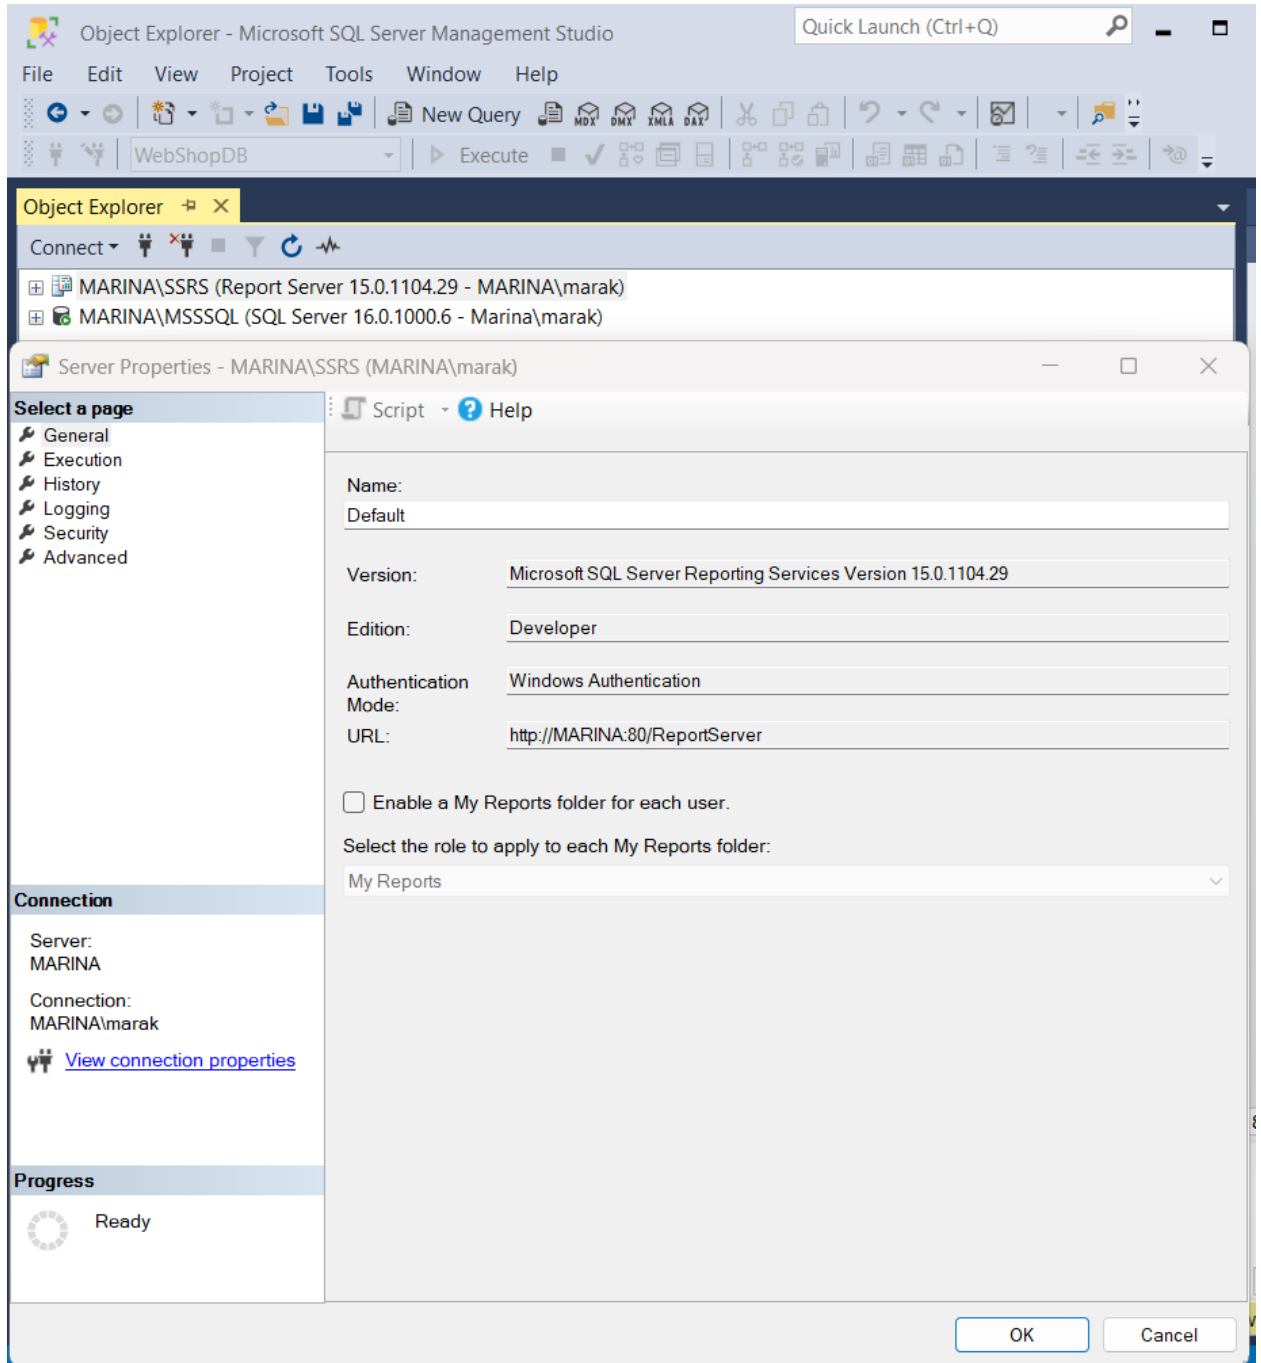 Object Explorer - Microsoft SQL Server Management Studio
Quick Launch (Ctrl+Q)
File Edit View Project Tools Window Help
New Query MDX DMX XMLA DAX
WebShopDB Execute
Object Explorer
Connect
MARINA\SSRS (Report Server 15.0.1104.29 - MARINA\marak)
MARINA\MSSSQL (SQL Server 16.0.1000.6 - Marina\marak)
Server Properties - MARINA\SSRS (MARINA\marak)
Select a page
General
Execution
History
Logging
Security
Advanced
Script Help
Name:
Default
Version: Microsoft SQL Server Reporting Services Version 15.0.1104.29
Edition: Developer
Authentication Mode: Windows Authentication
URL: http://MARINA:80/ReportServer
Enable a My Reports folder for each user.
Select the role to apply to each My Reports folder:
My Reports
Connection
Server:
MARINA
Connection:
MARINA\marak
View connection properties
Progress
Ready
OK Cancel